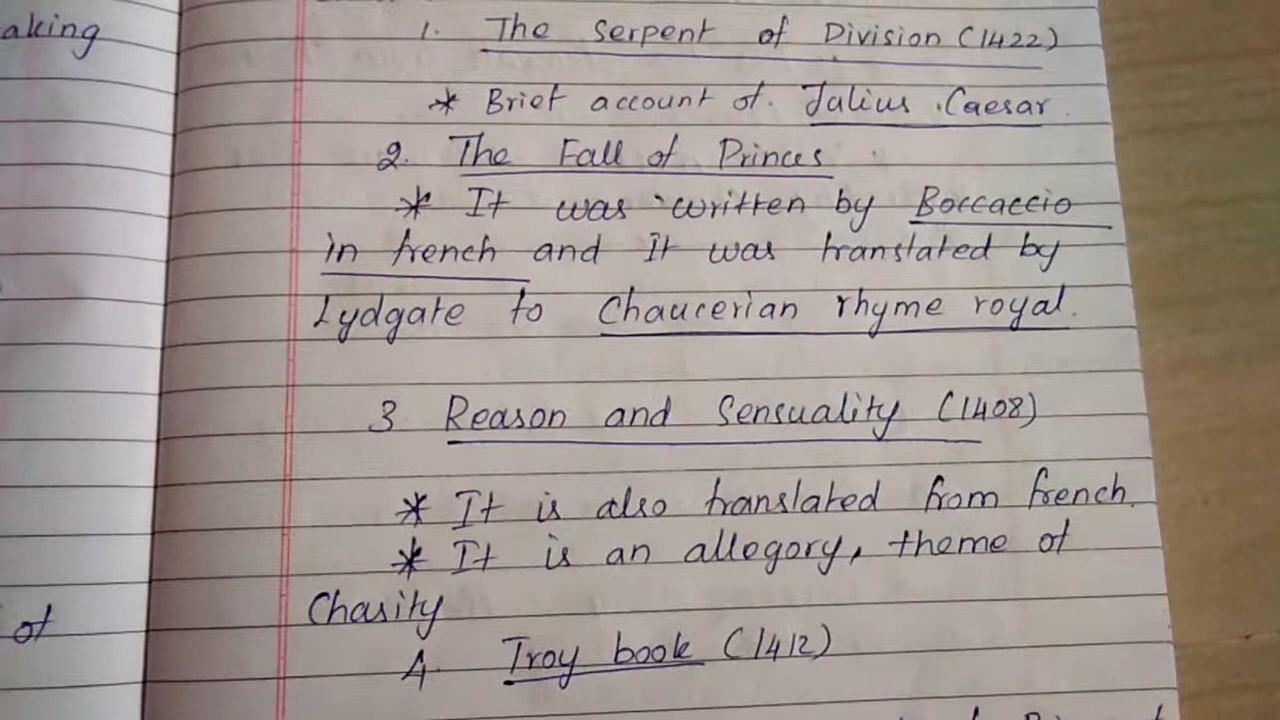 aking
1. The Serpent of Division (1422)
* Brief account of. Julius Caesar.
2. The Fall of Princes
* It was written by Boccaccio
in french and It was translated by
Lydgate to Chaucerian rhyme royal.
3 Reason and Sensuality (1408)
* It is also translated from french.
* It is an allegory, theme of
Chasity
of
4. Troy book (1412)